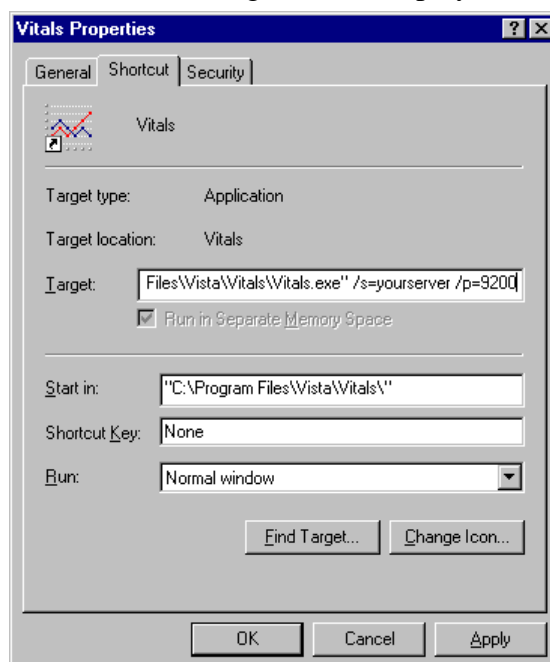 Vitals Properties
General Shortcut Security
Vitals
Target type: Application
Target location: Vitals
Target: Files\Vista\Vitals\Vitals.exe" /s=yourserver /p=9200
Run in Separate Memory Space
Start in: "C:\Program Files\Vista\Vitals\"
Shortcut Key: None
Run: Normal window
Find Target... Change Icon...
OK Cancel Apply